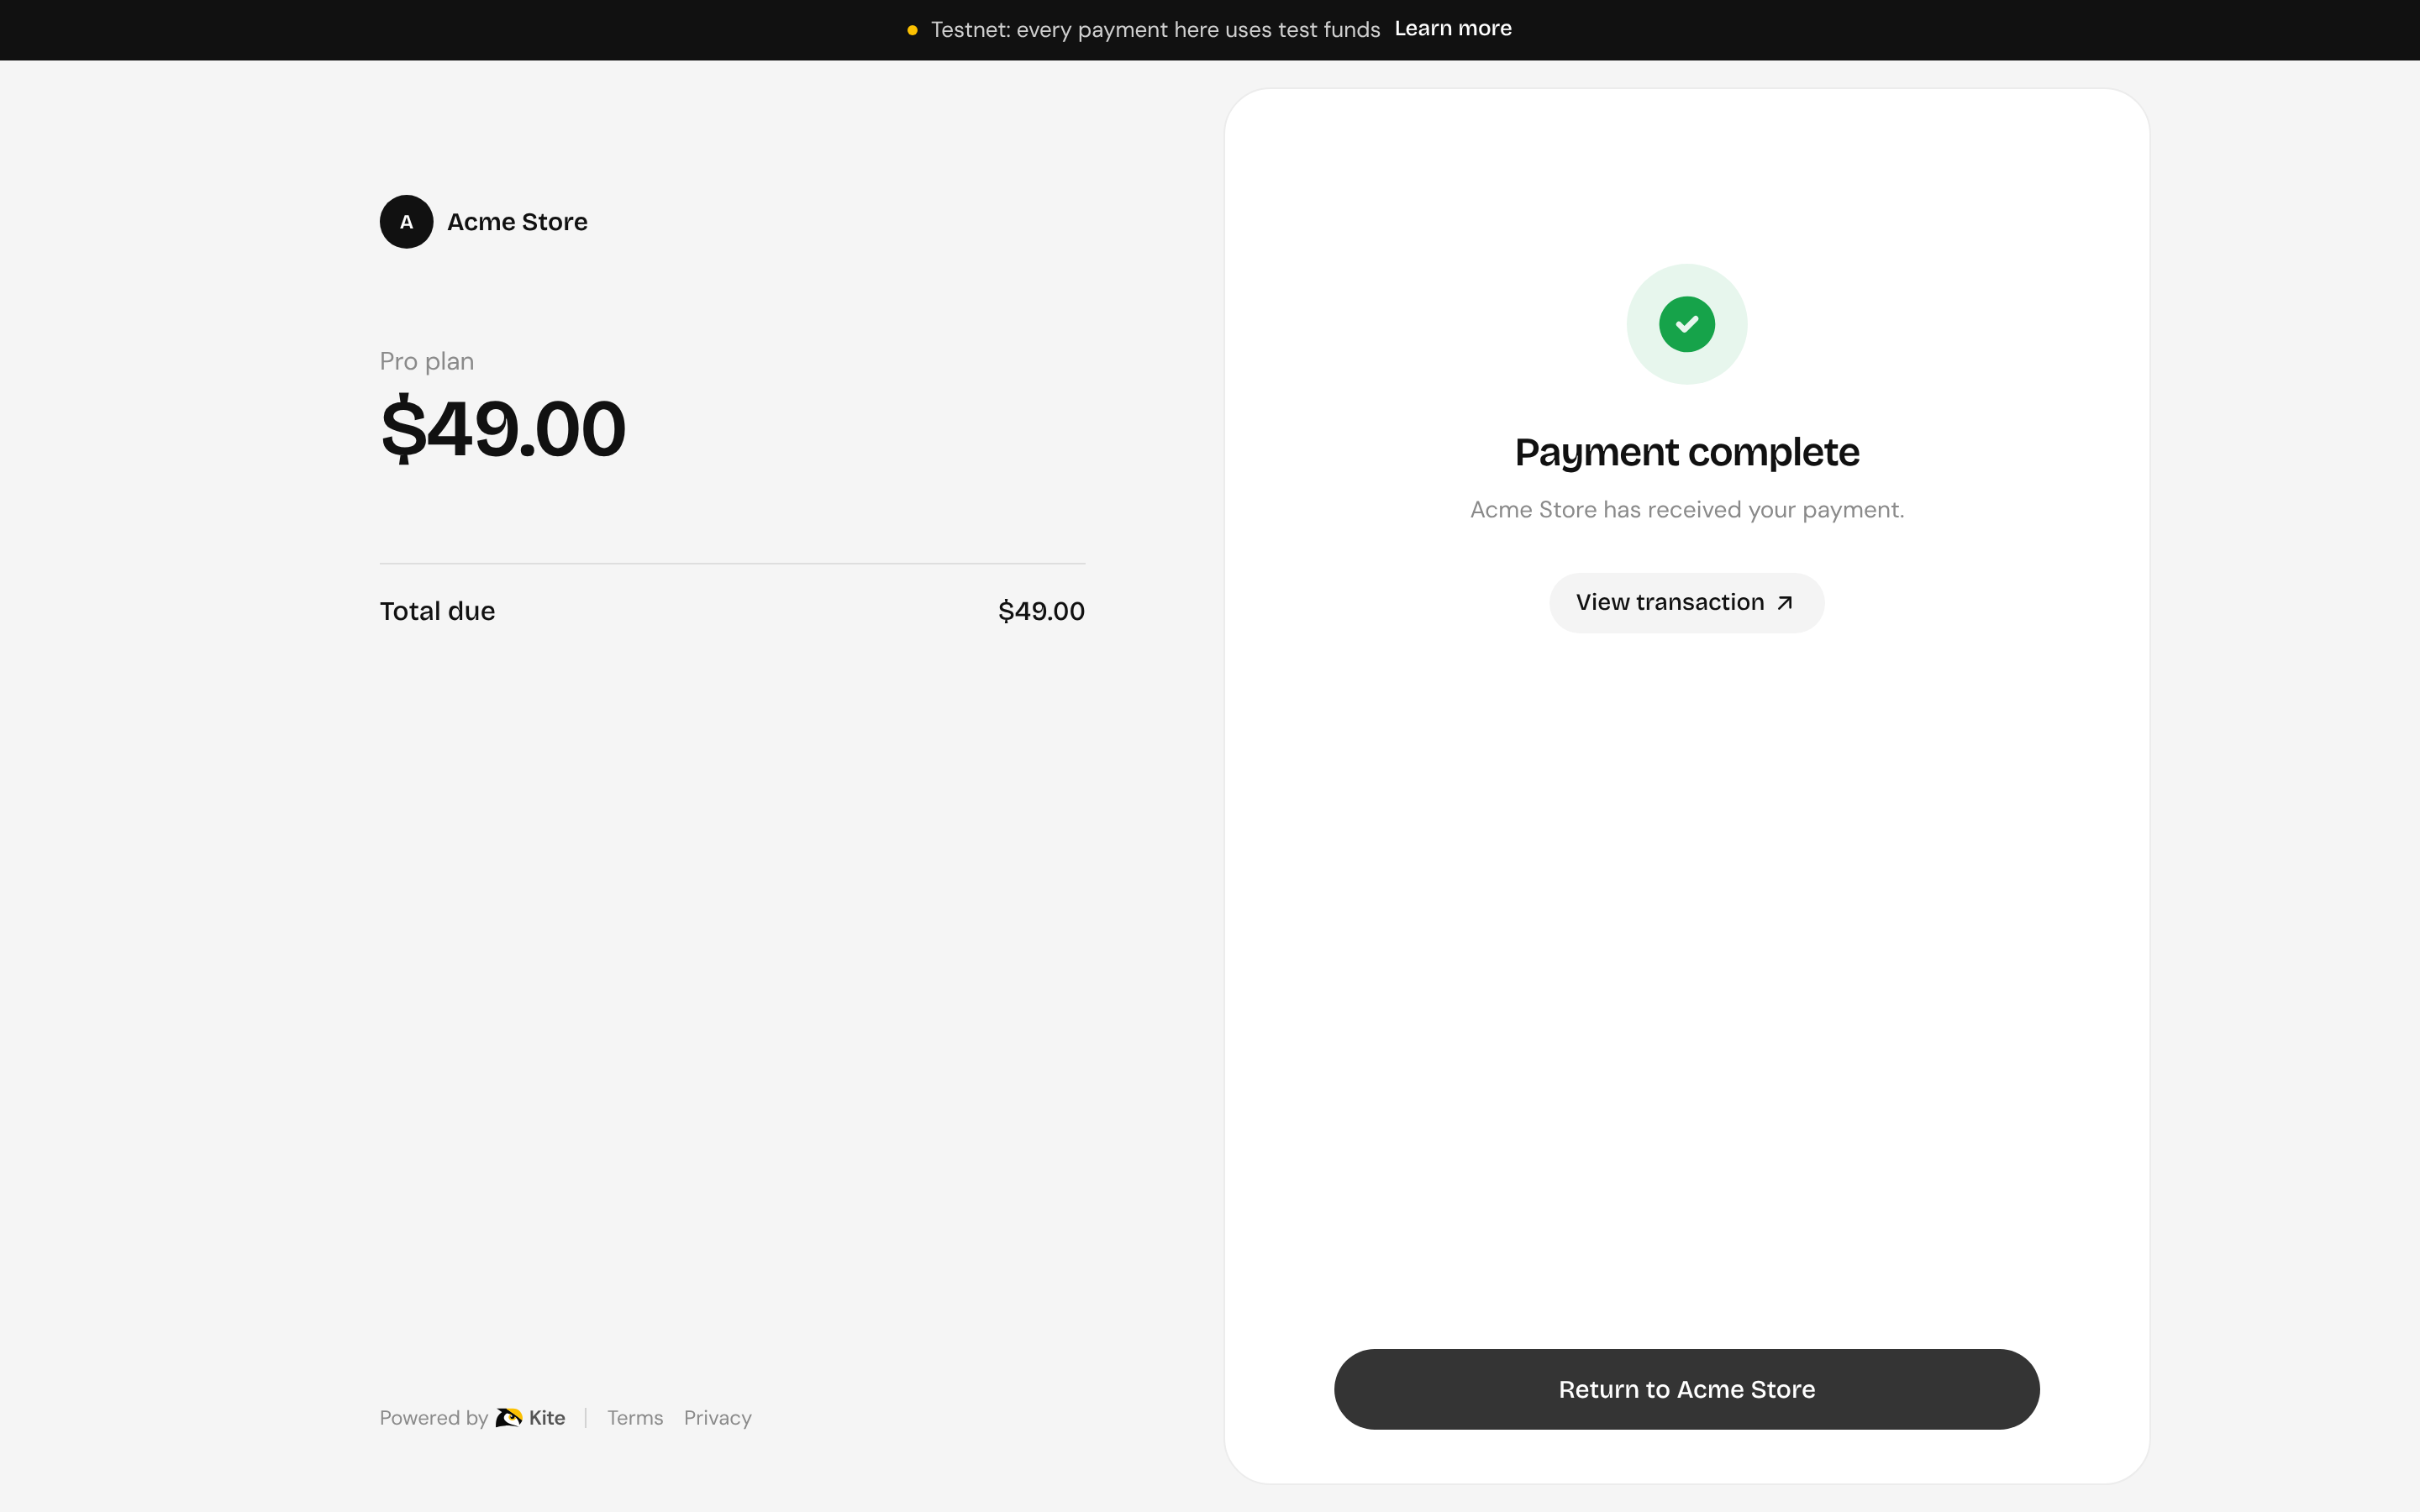 Testnet: every payment here uses test funds Learn more
A Acme Store
Pro plan
$49.00
Total due $49.00
Powered by Kite Terms Privacy
Payment complete
Acme Store has received your payment.
View transaction
Return to Acme Store